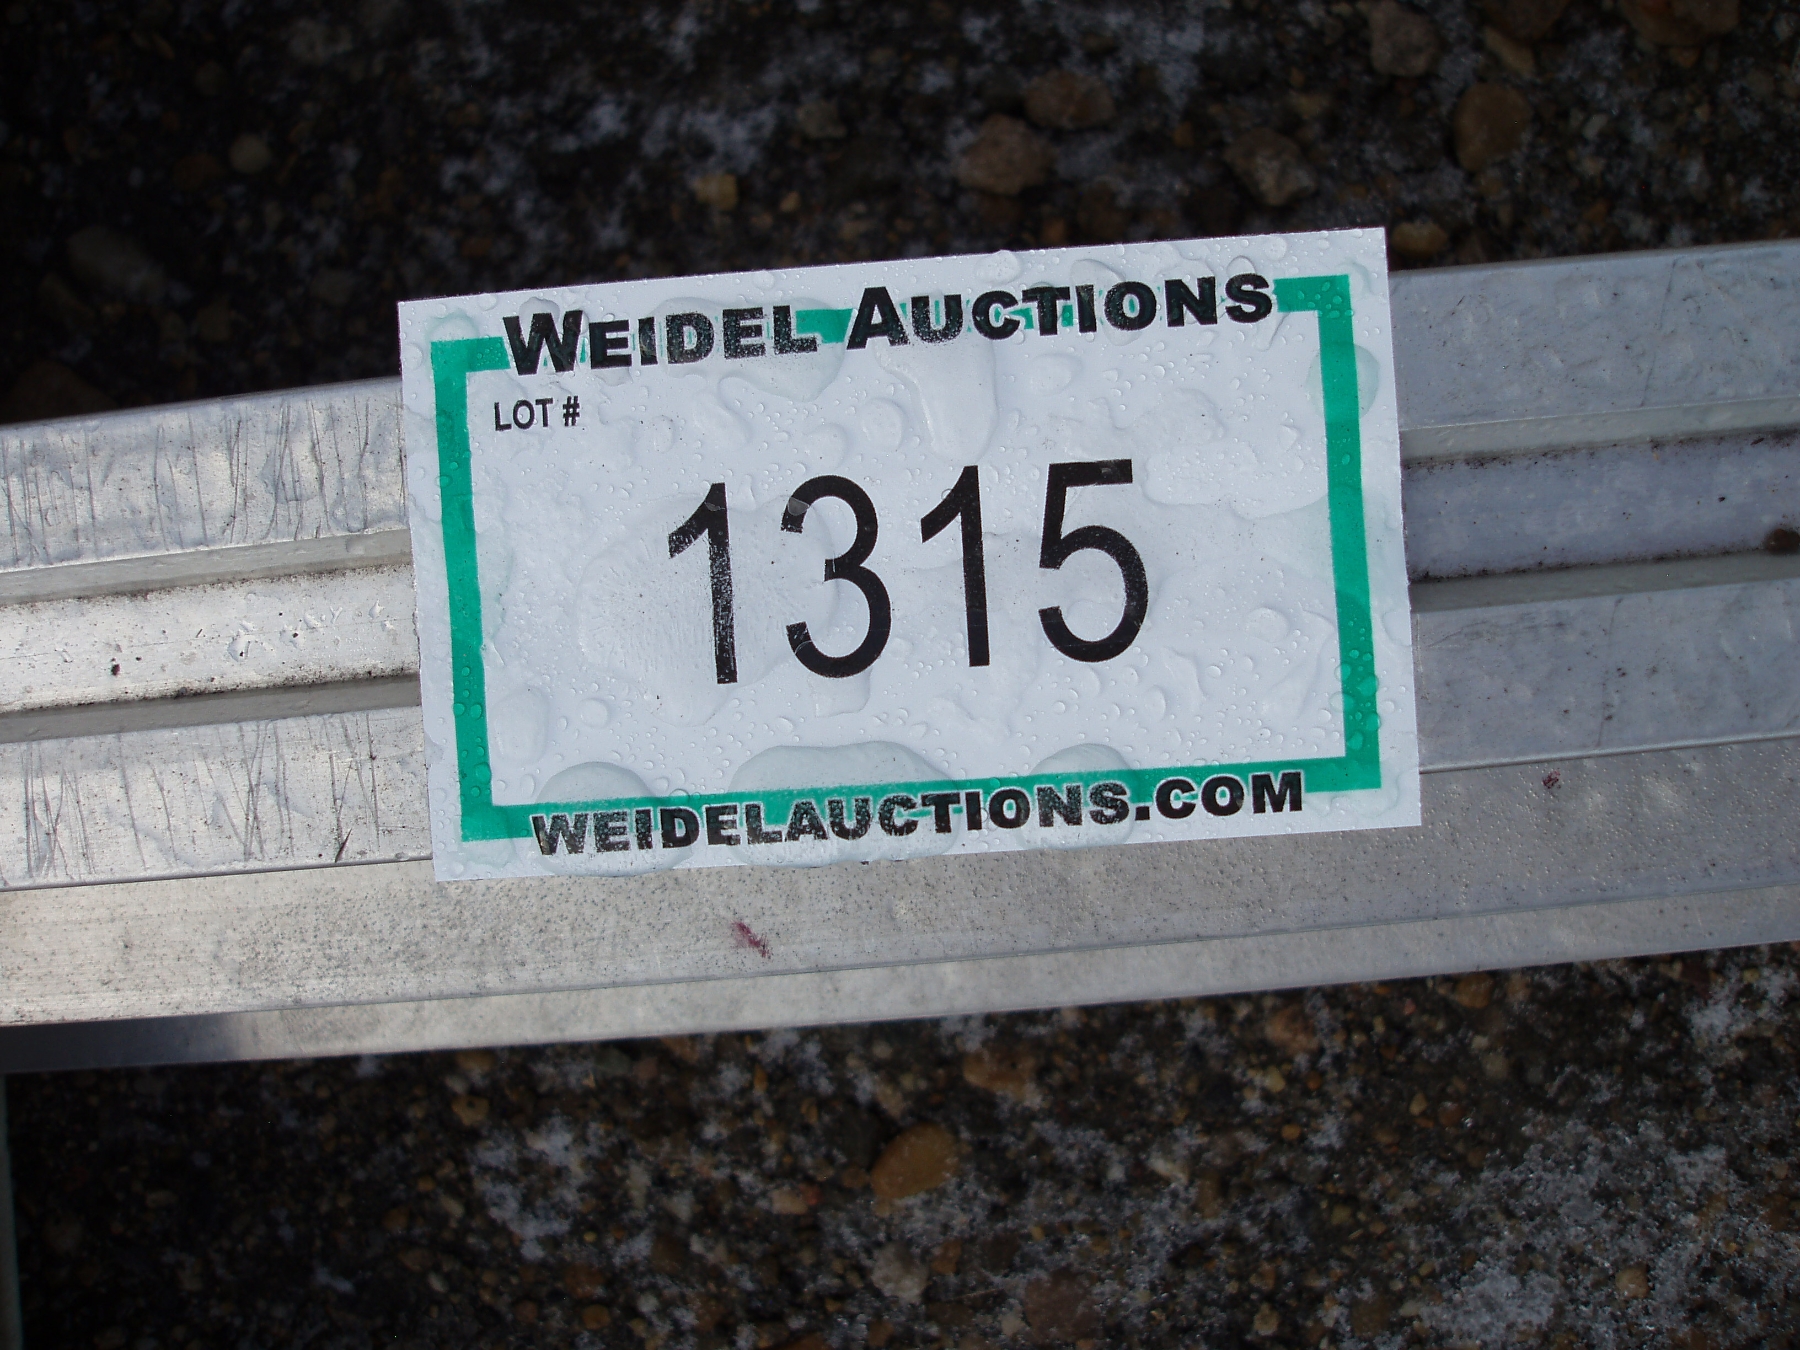 WEIDEL AUCTIONS
LOT #
1315
WEIDELAUCTIONS.COM